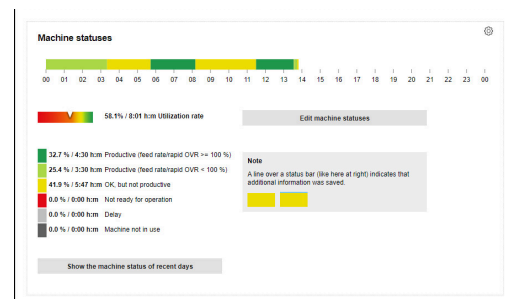 Machine statuses
00 01 02 03 04 05 06 07 08 09 10 11 12 13 14 15 16 17 18 19 20 21 22 23 00
58.1% / 8:01 h:m Utilization rate
Edit machine statuses
32.7 % / 4:30 h:m Productive (feed rate/rapid OVR >= 100 %)
25.4 % / 3:30 h:m Productive (feed rate/rapid OVR < 100 %)
41.9 % / 5:47 h:m OK, but not productive
0.0 % / 0:00 h:m Not ready for operation
0.0 % / 0:00 h:m Delay
0.0 % / 0:00 h:m Machine not in use
Note
A line over a status bar (like here at right) indicates that
additional information was saved.
Show the machine status of recent days